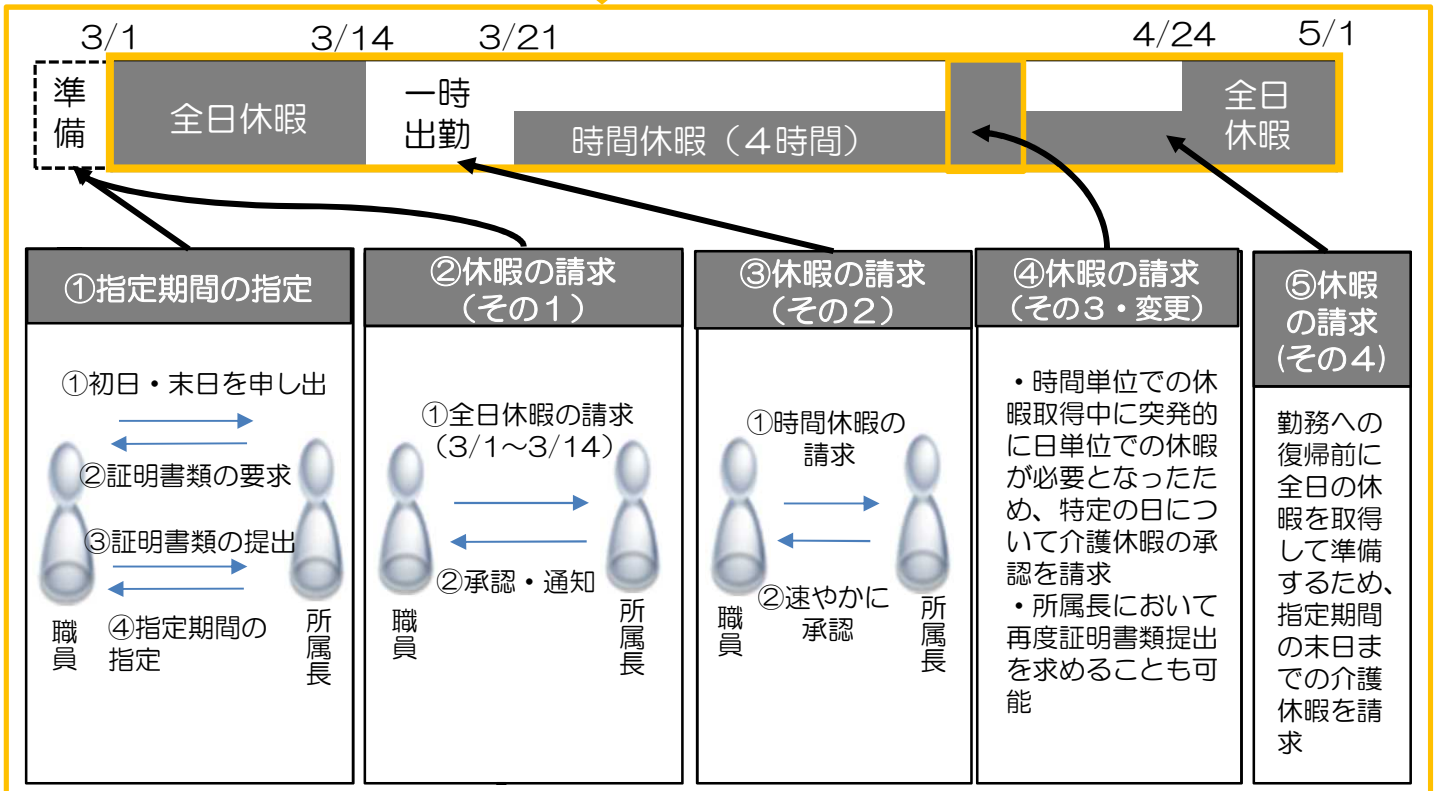 3/1
3/14
3/21
4/24
5/1
準
備
全日休暇
一時
出勤
時間休暇（４時間）
全日
休暇
①指定期間の指定
①初日・末日を申し出
②証明書類の要求
③証明書類の提出
④指定期間の
指定
職員
所属長
②休暇の請求
（その１）
①全日休暇の請求
（3/1～3/14）
②承認・通知
職員
所属長
③休暇の請求
（その２）
①時間休暇の
請求
②速やかに
承認
職員
所属長
④休暇の請求
（その３・変更）
・時間単位での休
暇取得中に突発的
に日単位での休暇
が必要となったた
め、特定の日につ
いて介護休暇の承
認を請求
・所属長において
再度証明書類提出
を求めることも可
能
⑤休暇
の請求
(その４)
勤務への
復帰前に
全日の休
暇を取得
して準備
するため、
指定期間
の末日ま
での介護
休暇を請
求